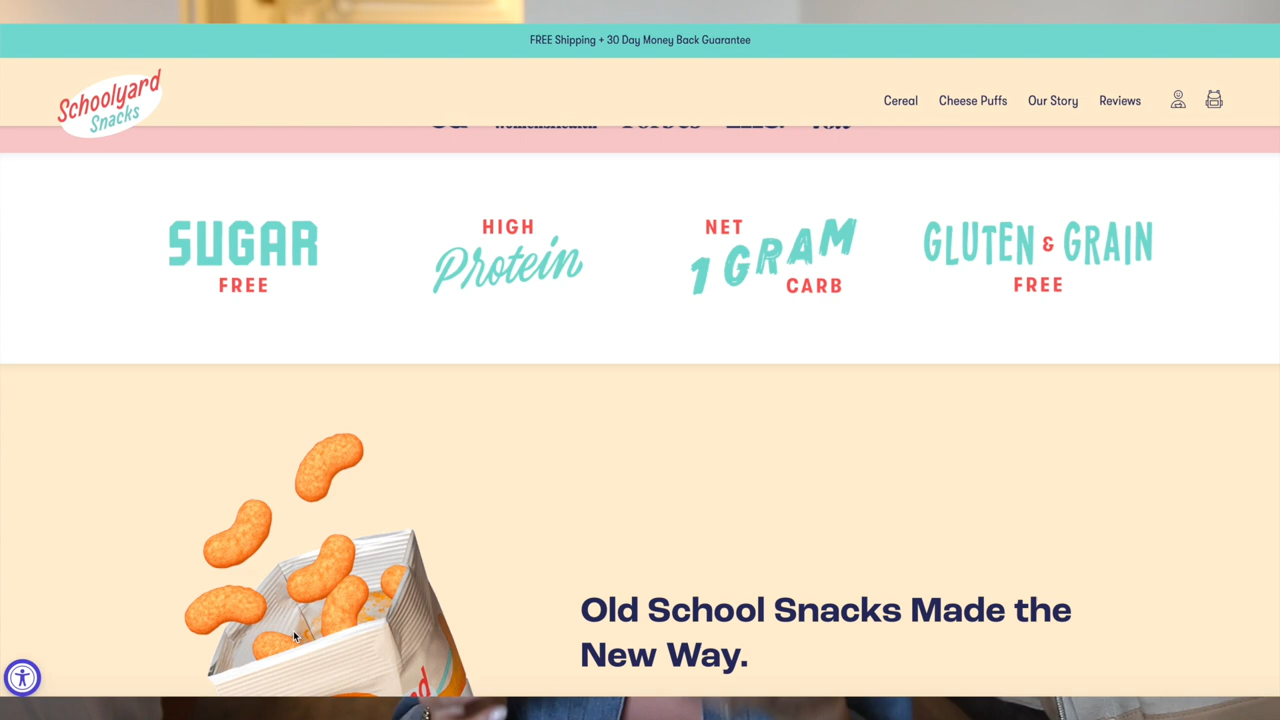 FREE Shipping + 30 Day Money Back Guarantee
Schoolyard
Snacks
Cereal
Cheese Puffs
Our Story
Reviews
SUGAR
FREE
HIGH
Protein
NET
1 GRAM
CARB
GLUTEN & GRAIN
FREE
Old School Snacks Made the
New Way.